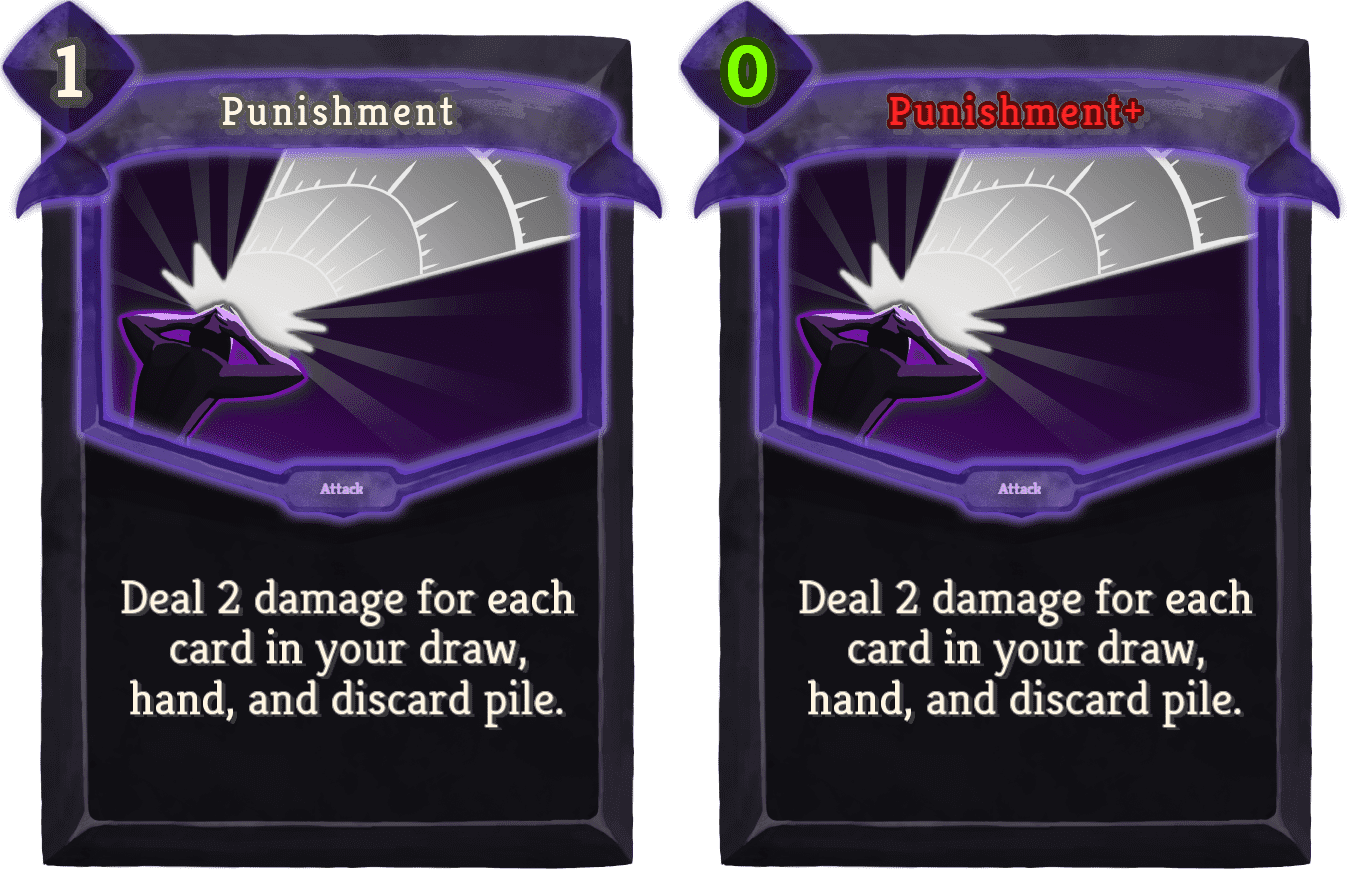 1
Punishment
Attack
Deal 2 damage for each
card in your draw,
hand, and discard pile.
0
Punishment+
Attack
Deal 2 damage for each
card in your draw,
hand, and discard pile.